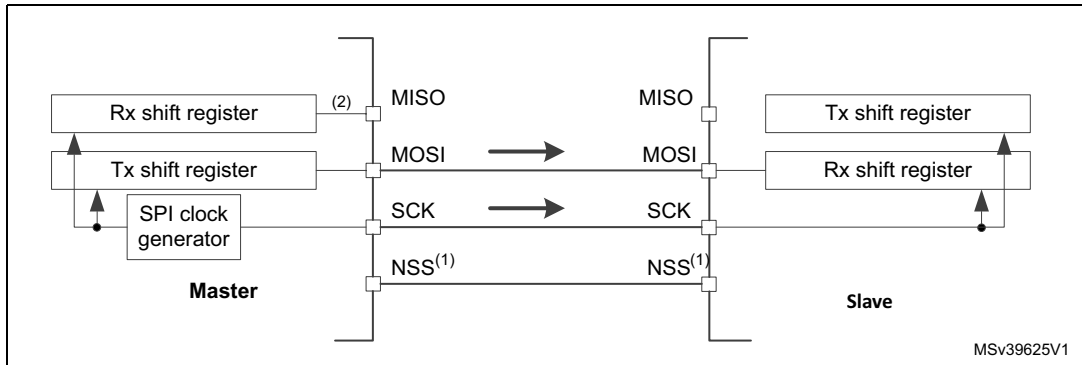 MISO MISO
Rx shift register (2) Tx shift register
MOSI MOSI
Tx shift register Rx shift register
SCK SCK
SPI clock
generator
NSS(1) NSS(1)
Master Slave
MSv39625V1